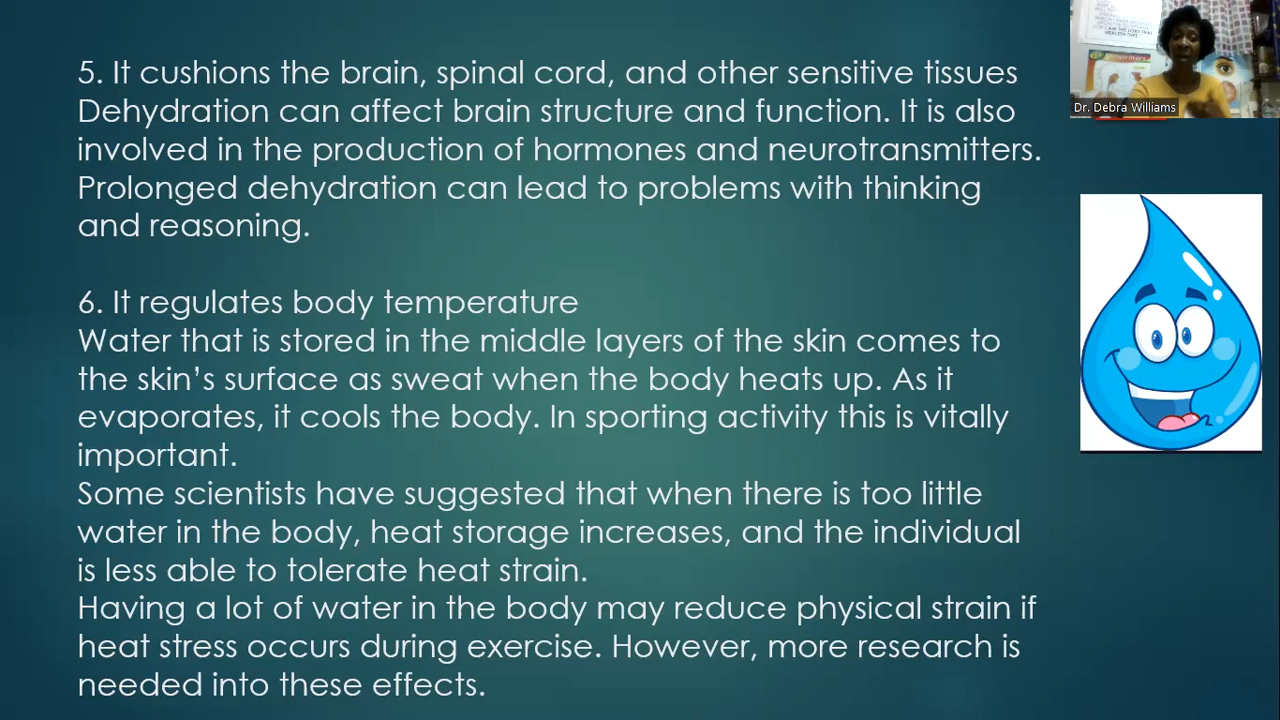 5. It cushions the brain, spinal cord, and other sensitive tissues
Dehydration can affect brain structure and function. It is also
involved in the production of hormones and neurotransmitters.
Prolonged dehydration can lead to problems with thinking
and reasoning.
6. It regulates body temperature
Water that is stored in the middle layers of the skin comes to
the skin’s surface as sweat when the body heats up. As it
evaporates, it cools the body. In sporting activity this is vitally
important.
Some scientists have suggested that when there is too little
water in the body, heat storage increases, and the individual
is less able to tolerate heat strain.
Having a lot of water in the body may reduce physical strain if
heat stress occurs during exercise. However, more research is
needed into these effects.
Dr. Debra Williams